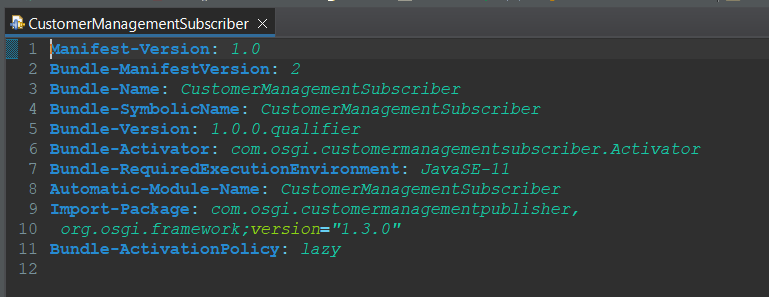 CustomerManagementSubscriber
1 Manifest-Version: 1.0
2 Bundle-ManifestVersion: 2
3 Bundle-Name: CustomerManagementSubscriber
4 Bundle-SymbolicName: CustomerManagementSubscriber
5 Bundle-Version: 1.0.0.qualifier
6 Bundle-Activator: com.osgi.customermanagementsubscriber.Activator
7 Bundle-RequiredExecutionEnvironment: JavaSE-11
8 Automatic-Module-Name: CustomerManagementSubscriber
9 Import-Package: com.osgi.customermanagementpublisher,
10 org.osgi.framework;version="1.3.0"
11 Bundle-ActivationPolicy: lazy
12